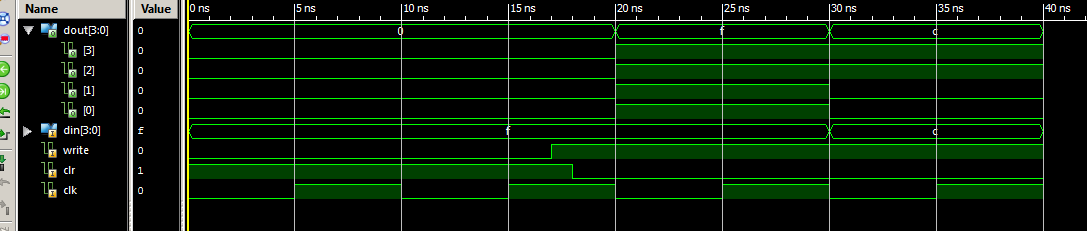 Name Value 0 ns 5 ns 10 ns 15 ns 20 ns 25 ns 30 ns 35 ns 40 ns
dout[3:0] 0 0 f c
[3] 0
[2] 0
[1] 0
[0] 0
din[3:0] f f c
write 0
clr 1
clk 0